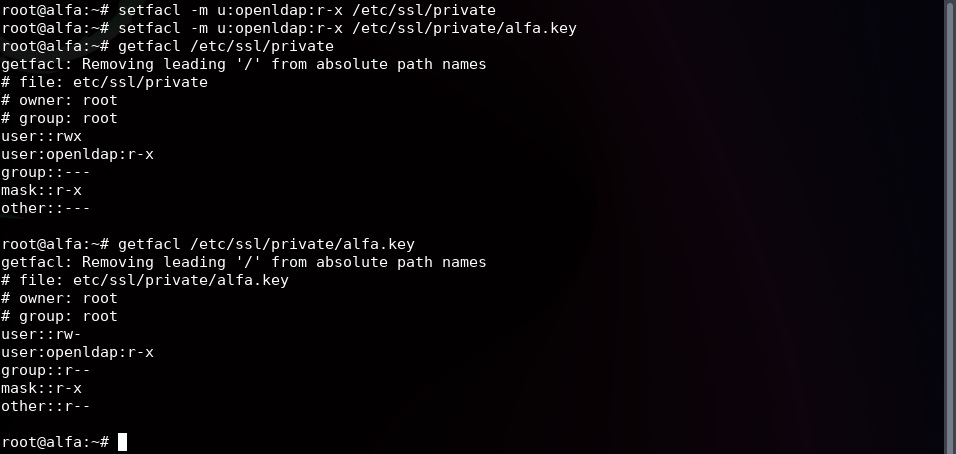 root@alfa:~# setfacl -m u:openldap:r-x /etc/ssl/private
root@alfa:~# setfacl -m u:openldap:r-x /etc/ssl/private/alfa.key
root@alfa:~# getfacl /etc/ssl/private
getfacl: Removing leading '/' from absolute path names
# file: etc/ssl/private
# owner: root
# group: root
user::rwx
user:openldap:r-x
group::---
mask::r-x
other::---

root@alfa:~# getfacl /etc/ssl/private/alfa.key
getfacl: Removing leading '/' from absolute path names
# file: etc/ssl/private/alfa.key
# owner: root
# group: root
user::rw-
user:openldap:r-x
group::r--
mask::r-x
other::r--

root@alfa:~#